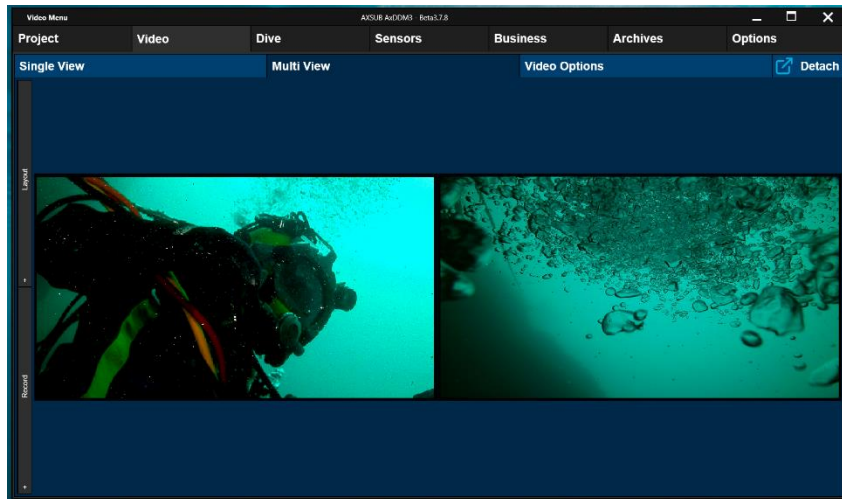 Video Menu AXSUB AxDDM3 - Beta3.7.8
Project Video Dive Sensors Business Archives Options
Single View Multi View Video Options Detach
Layout
+
Record
+